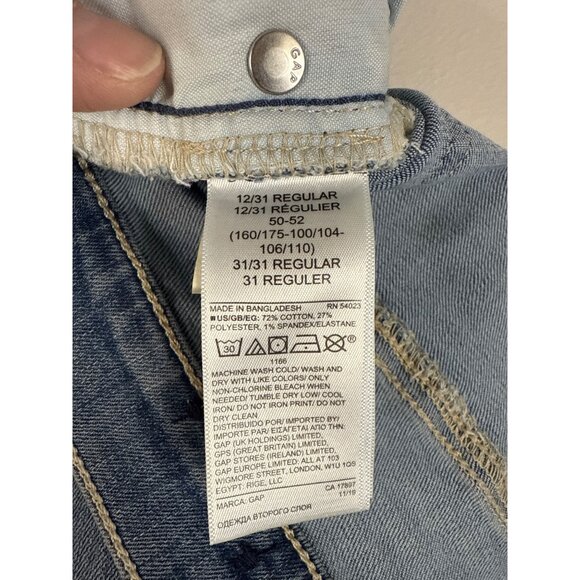 GAP
12/31 REGULAR
12/31 RÉGULIER
50-52
(160/175-100/104-
106/110)
31/31 REGULAR
31 REGULER
MADE IN BANGLADESH RN 54023
■ US/GB/EG: 72% COTTON, 27%
POLYESTER, 1% SPANDEX/ELASTANE
30
1166
MACHINE WASH COLD/ WASH AND
DRY WITH LIKE COLORS/ ONLY
NON-CHLORINE BLEACH WHEN
NEEDED/ TUMBLE DRY LOW/ COOL
IRON/ DO NOT IRON PRINT/ DO NOT
DRY CLEAN
DISTRIBUTED FOR/ IMPORTED BY/
IMPORTE PAR/ ΕΙΣΑΓΕΤΑΙ ΑΠΟ ΤΗΝ:
GAP (UK HOLDINGS) LIMITED,
GPS (GREAT BRITAIN) LIMITED,
GAP STORES (IRELAND) LIMITED,
GAP EUROPE LIMITED: ALL AT 103
WIGMORE STREET, LONDON, W1U 1QS
EGYPT: RIGE, LLC
CA 17897
MARCA: GAP 11/19
ОДЕЖДА ВТОРОГО СЛОЯ